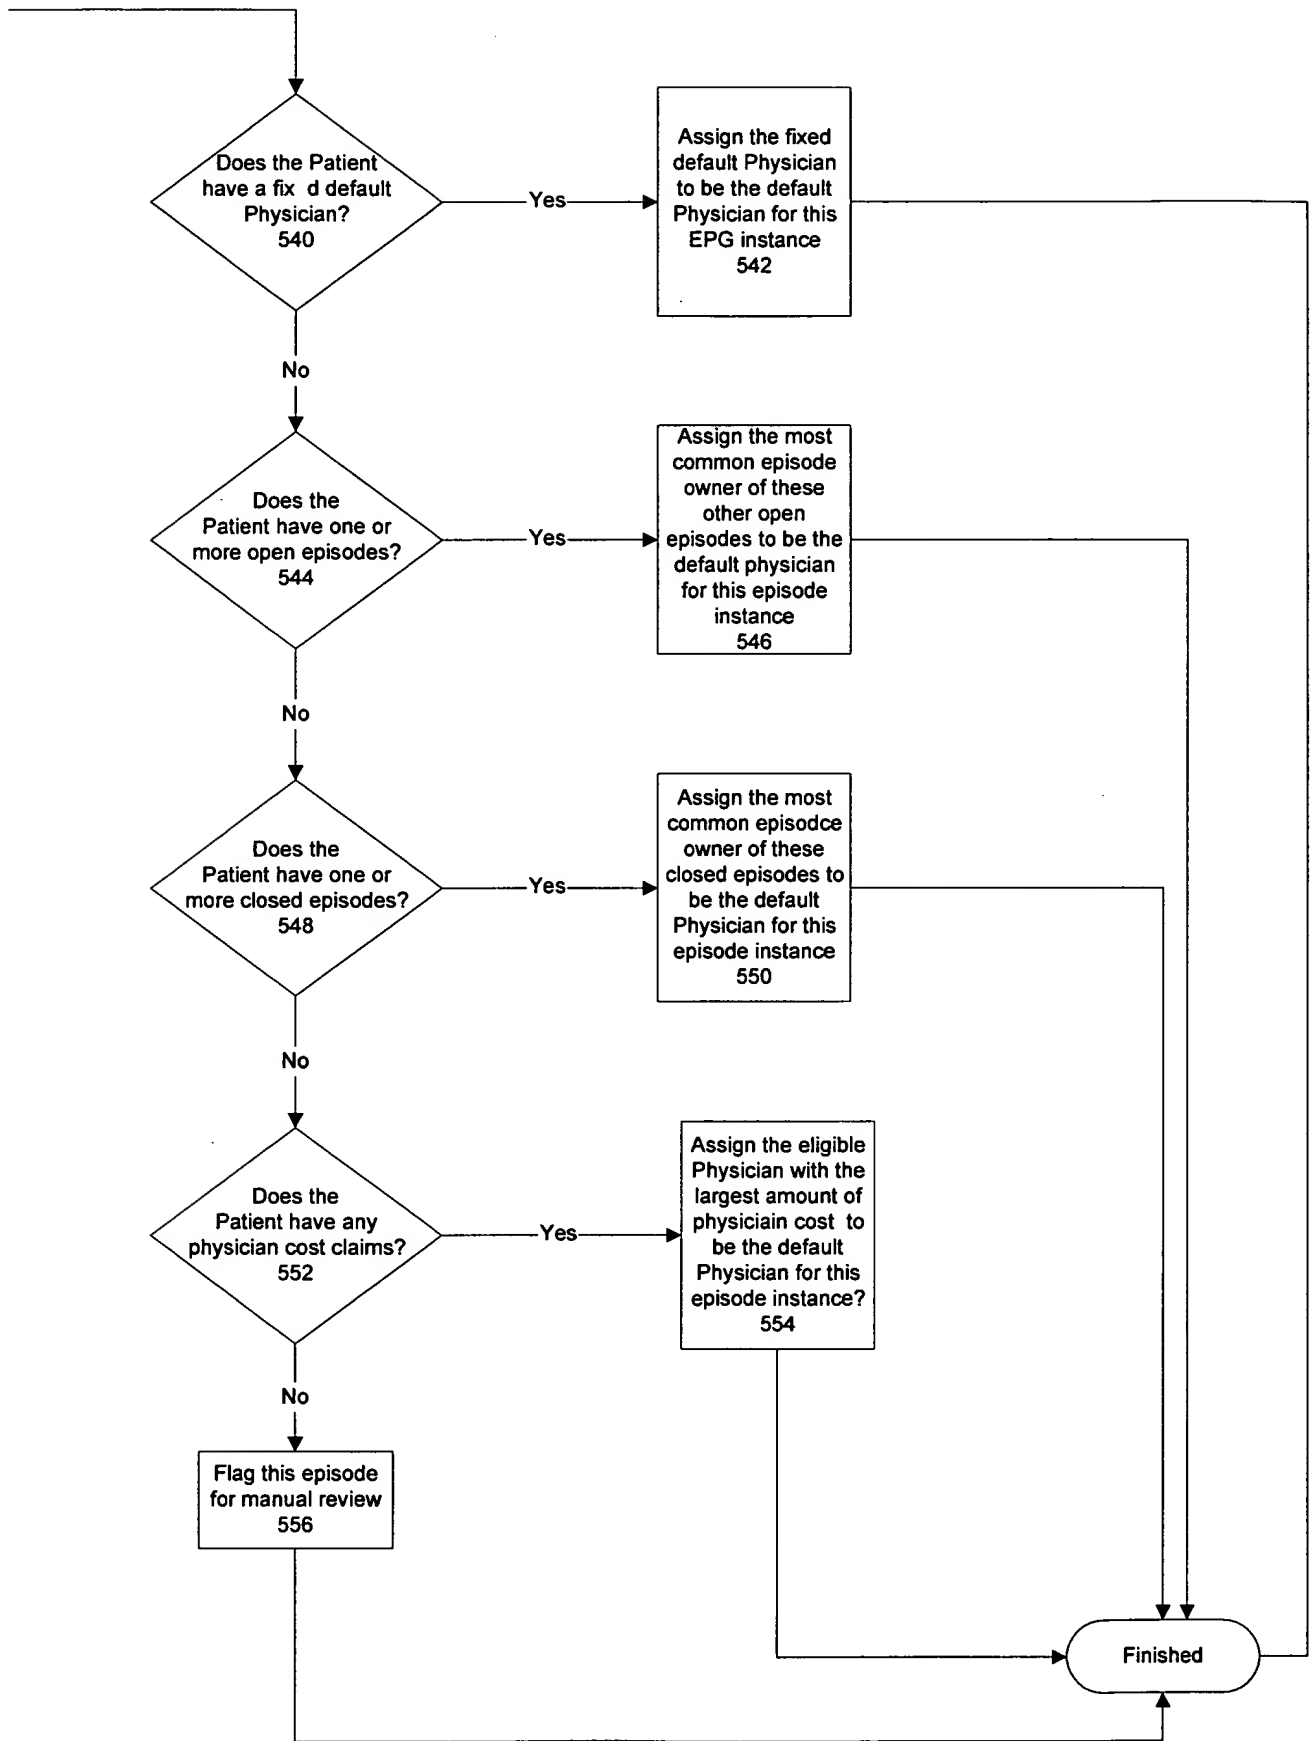 Does the Patient
have a fix d default
Physician?
540
Yes
Assign the fixed
default Physician
to be the default
Physician for this
EPG instance
542
No
Does the
Patient have one or
more open episodes?
544
Yes
Assign the most
common episode
owner of these
other open
episodes to be the
default physician
for this episode
instance
546
No
Does the
Patient have one or
more closed episodes?
548
Yes
Assign the most
common episodce
owner of these
closed episodes to
be the default
Physician for this
episode instance
550
No
Does the
Patient have any
physician cost claims?
552
Yes
Assign the eligible
Physician with the
largest amount of
physiciain cost to
be the default
Physician for this
episode instance?
554
No
Flag this episode
for manual review
556
Finished